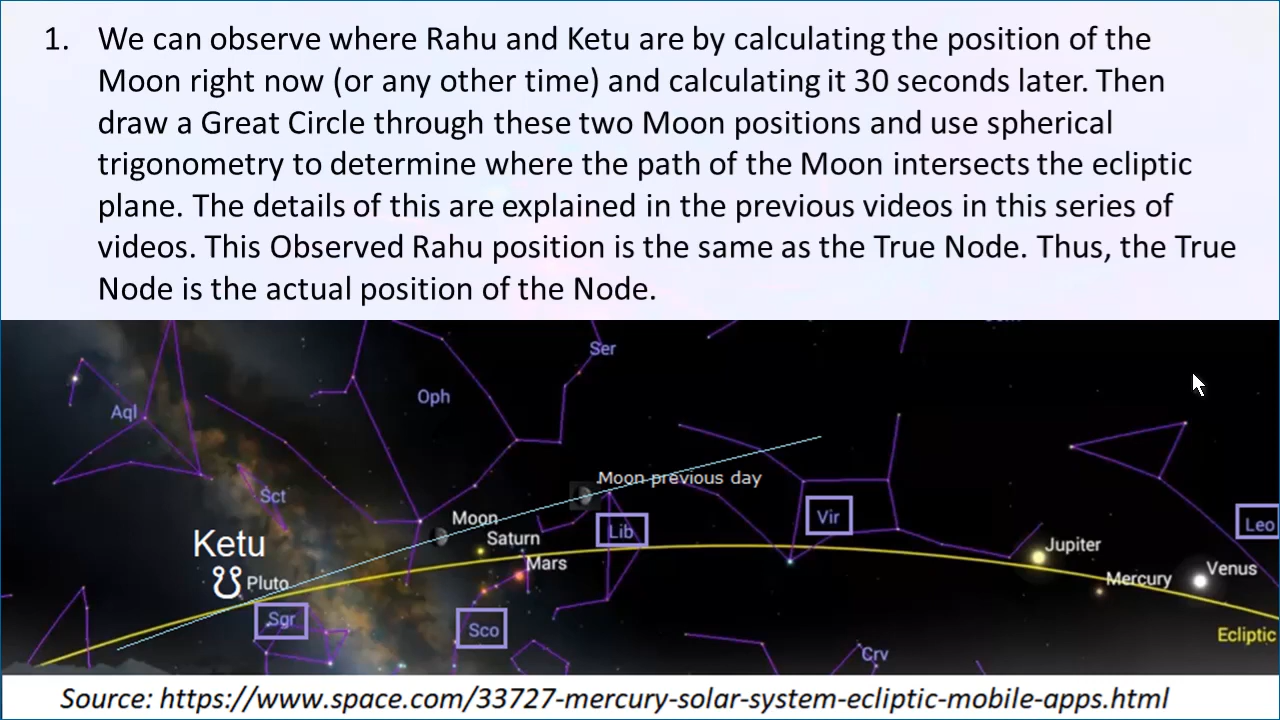 1. We can observe where Rahu and Ketu are by calculating the position of the
Moon right now (or any other time) and calculating it 30 seconds later. Then
draw a Great Circle through these two Moon positions and use spherical
trigonometry to determine where the path of the Moon intersects the ecliptic
plane. The details of this are explained in the previous videos in this series of
videos. This Observed Rahu position is the same as the True Node. Thus, the True
Node is the actual position of the Node.
Ser
Oph
Aql
Moon previous day
Sct
Moon
Vir
Leo
Lib
Saturn
Ketu
Jupiter
Mars
Venus
Pluto
Mercury
Sgr
Sco
Ecliptic
Crv
Source: https://www.space.com/33727-mercury-solar-system-ecliptic-mobile-apps.html